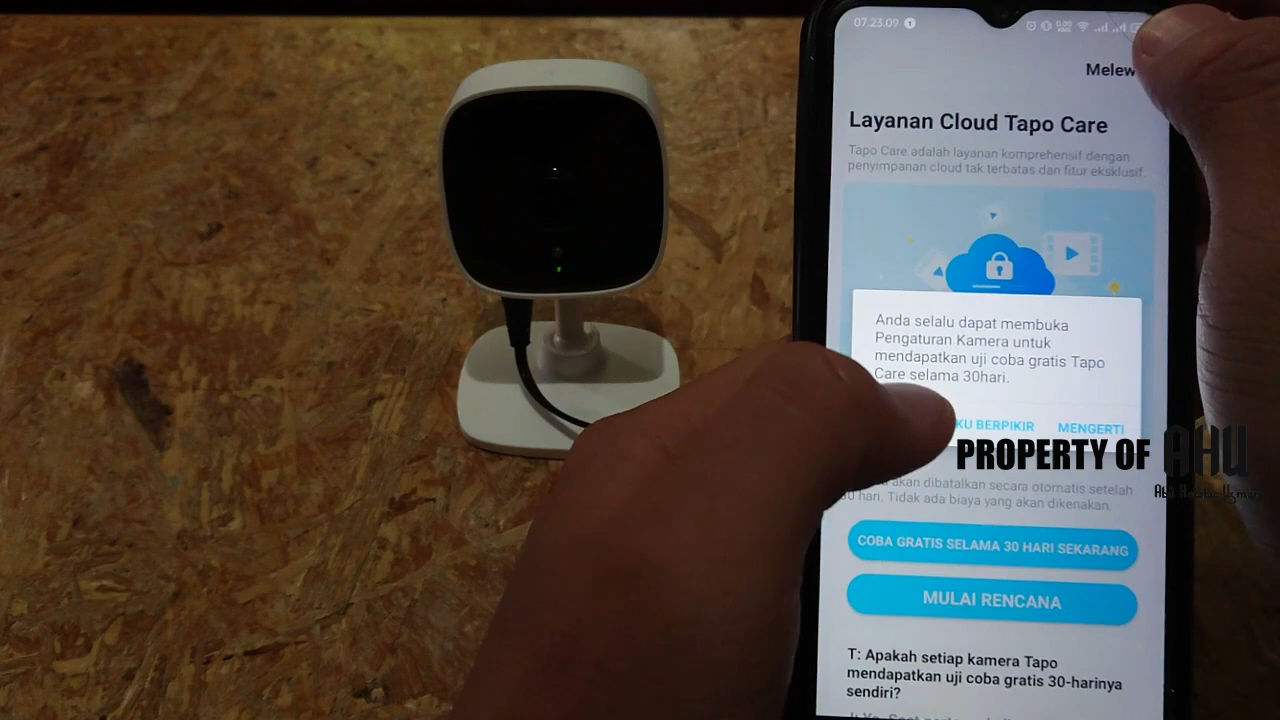 07.23.09
Melew
Layanan Cloud Tapo Care
Tapo Care adalah layanan komprehensif dengan
penyimpanan cloud tak terbatas dan fitur eksklusif.
Anda selalu dapat membuka
Pengaturan Kamera untuk
mendapatkan uji coba gratis Tapo
Care selama 30hari.
KU BERPIKIR MENGERTI
PROPERTY OF AHU
akan dibatalkan secara otomatis setelah
30 hari. Tidak ada biaya yang akan dikenakan.
COBA GRATIS SELAMA 30 HARI SEKARANG
MULAI RENCANA
T: Apakah setiap kamera Tapo
mendapatkan uji coba gratis 30-harinya
sendiri?